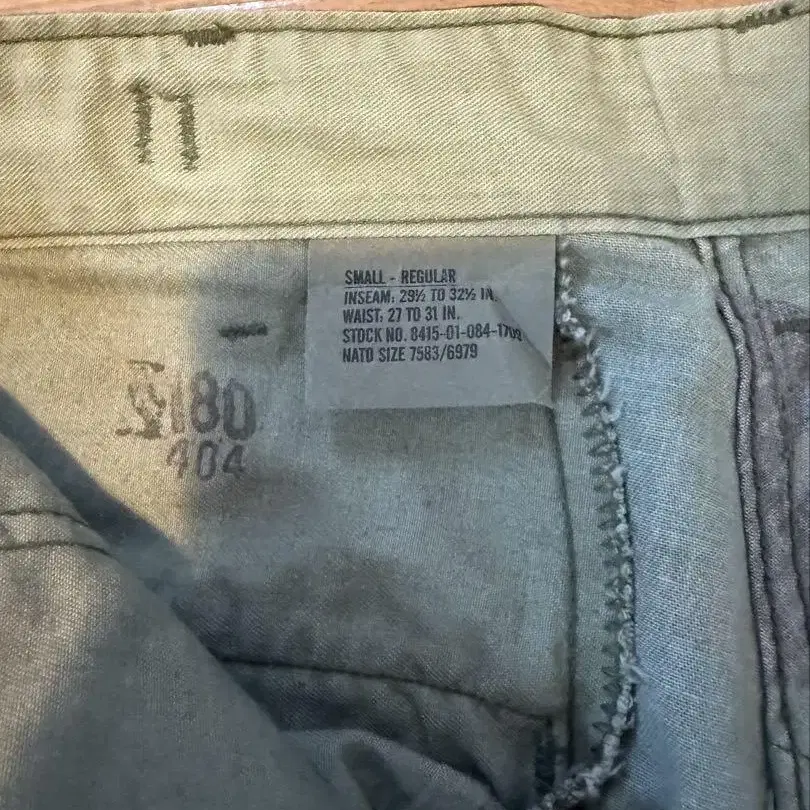 SMALL - REGULAR
INSEAM: 29½ TO 32½ IN.
WAIST: 27 TO 31 IN.
STOCK NO. 8415-01-084-1709
NATO SIZE 7583/6979
180
404